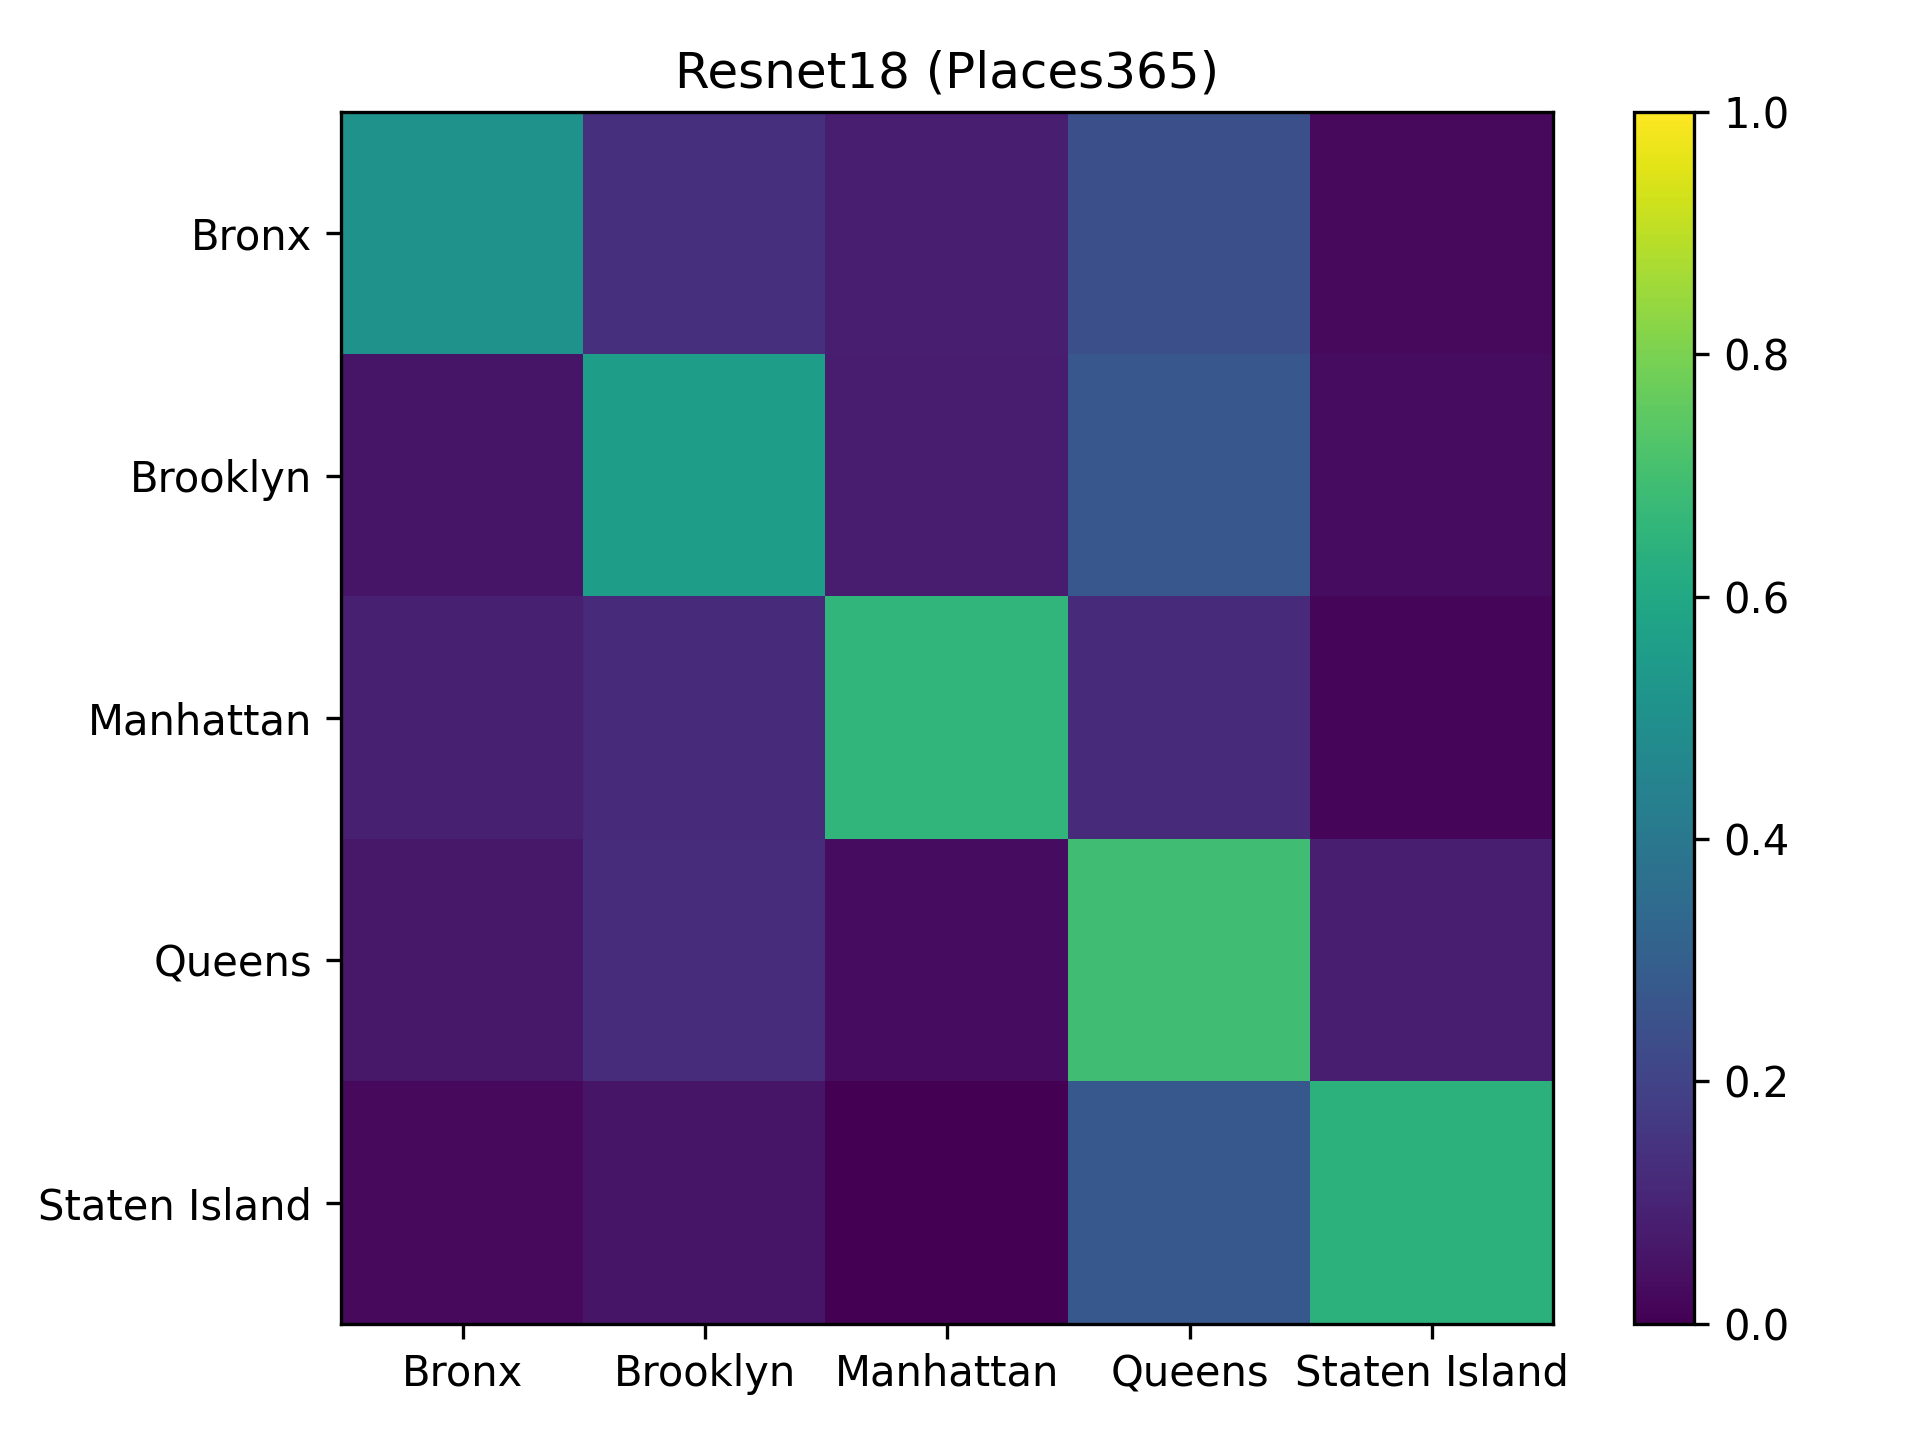 Resnet18 (Places365)
Bronx
Brooklyn
Manhattan
Queens
Staten Island
Bronx Brooklyn Manhattan Queens Staten Island
1.0
0.8
0.6
0.4
0.2
0.0